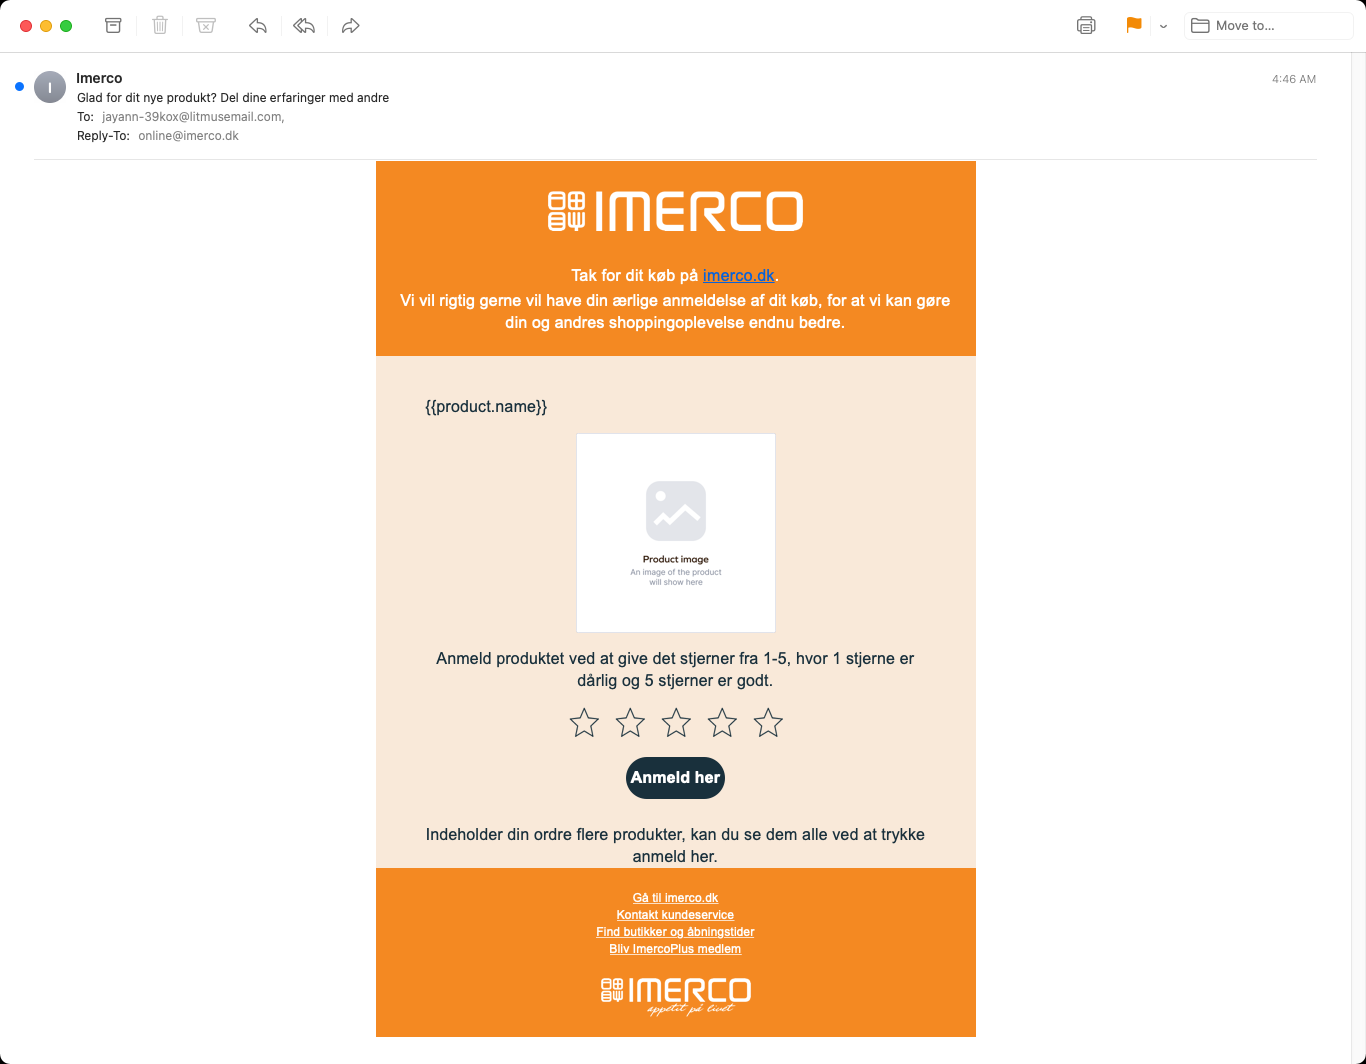 Move to...
Imerco
4:46 AM
I
Glad for dit nye produkt? Del dine erfaringer med andre
To: jayann-39kox@litmusemail.com,
Reply-To: online@imerco.dk
IMERCO
Tak for dit køb på imerco.dk.
Vi vil rigtig gerne vil have din ærlige anmeldelse af dit køb, for at vi kan gøre
din og andres shoppingoplevelse endnu bedre.
{{product.name}}
Product image
An image of the product
will show here
Anmeld produktet ved at give det stjerner fra 1-5, hvor 1 stjerne er
dårlig og 5 stjerner er godt.
Anmeld her
Indeholder din ordre flere produkter, kan du se dem alle ved at trykke
anmeld her.
Gå til imerco.dk
Kontakt kundeservice
Find butikker og åbningstider
Bliv ImercoPlus medlem
IMERCO
appetit på livet